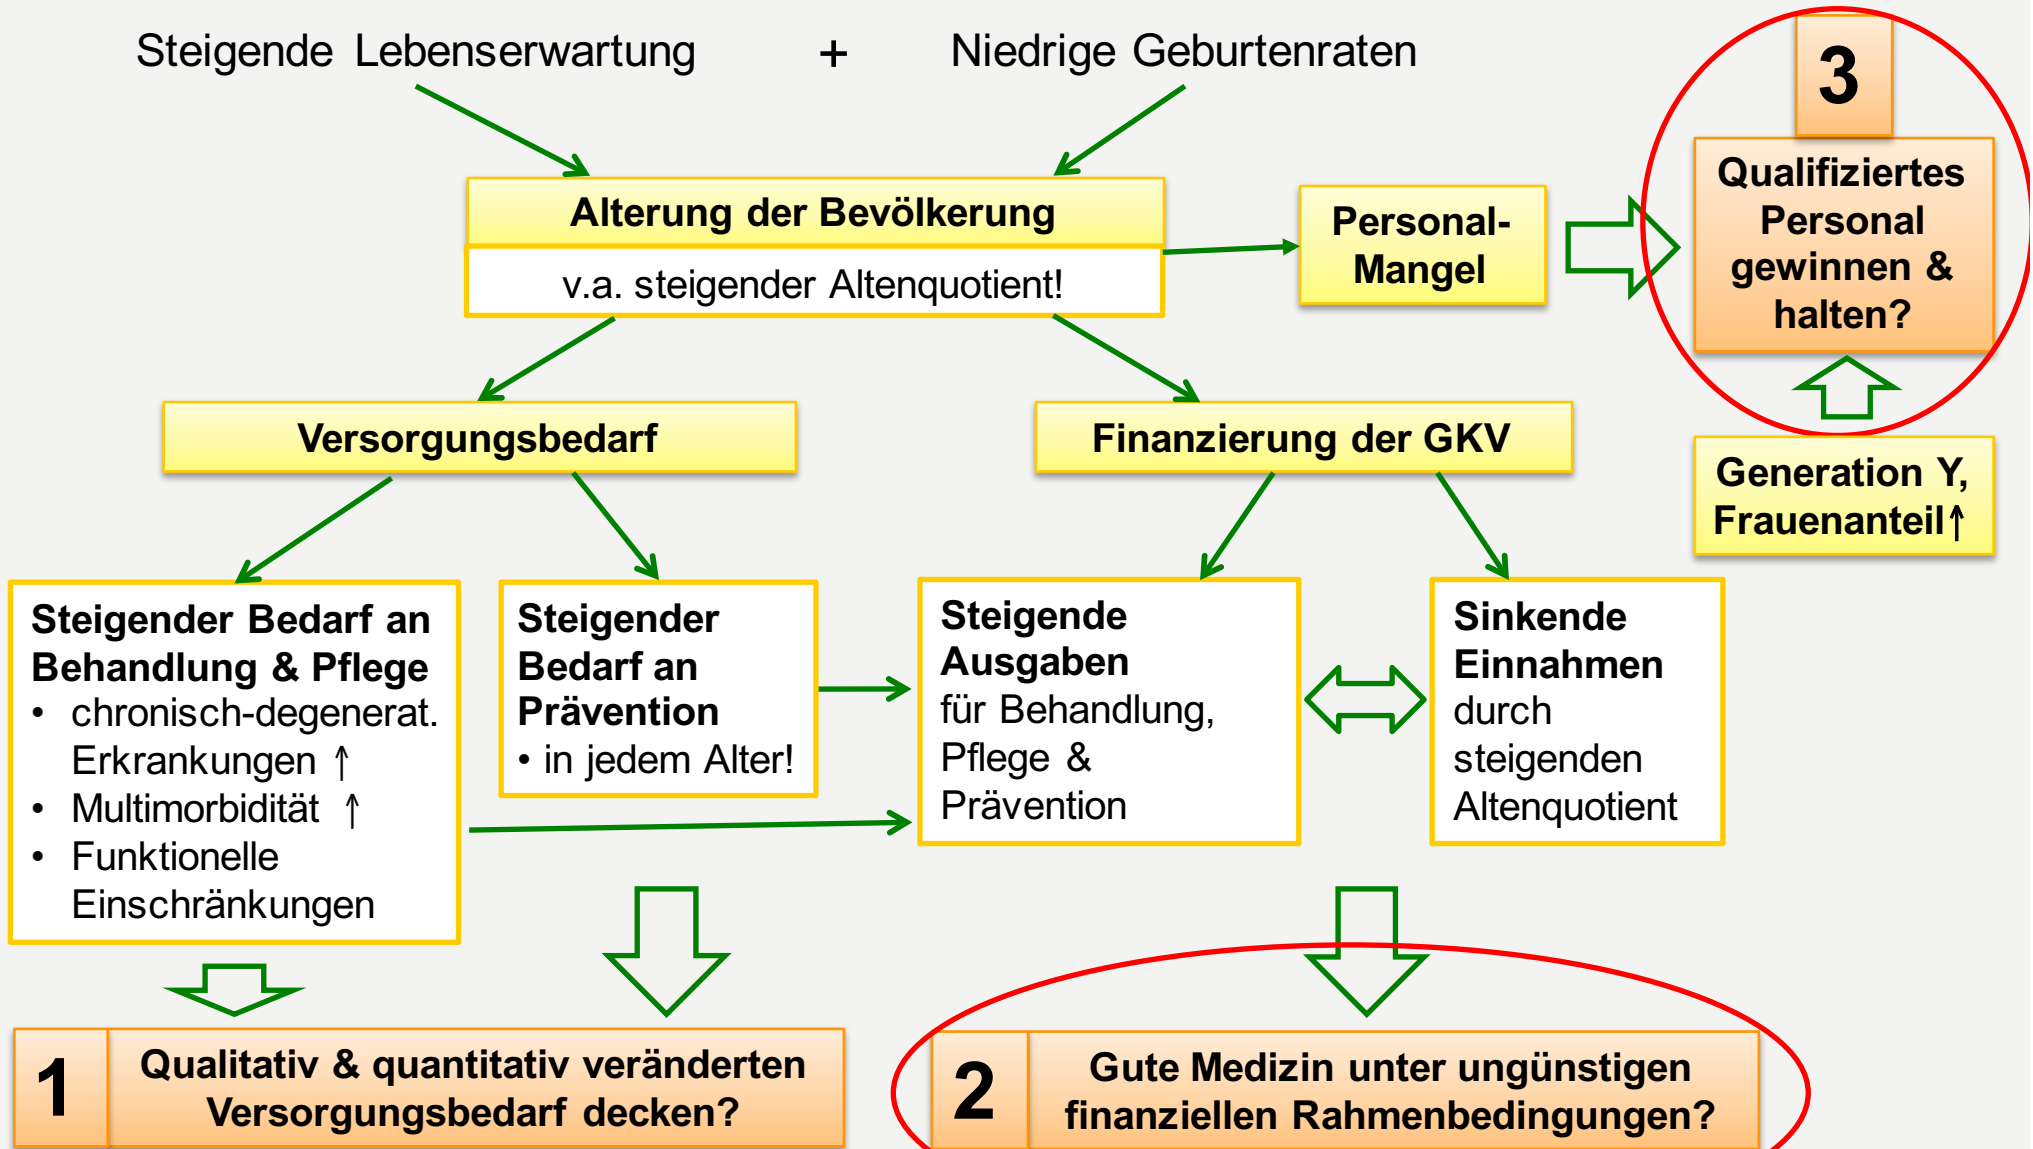 Steigende Lebenserwartung + Niedrige Geburtenraten
Alterung der Bevölkerung
v.a. steigender Altenquotient!
Personal-
Mangel
3
Qualifiziertes
Personal
gewinnen &
halten?
Generation Y,
Frauenanteil↑
Versorgungsbedarf
Finanzierung der GKV
Steigender Bedarf an
Behandlung & Pflege
• chronisch-degenerat.
Erkrankungen ↑
• Multimorbidität ↑
• Funktionelle
Einschränkungen
Steigender
Bedarf an
Prävention
• in jedem Alter!
Steigende
Ausgaben
für Behandlung,
Pflege &
Prävention
Sinkende
Einnahmen
durch
steigenden
Altenquotient
1
Qualitativ & quantitativ veränderten
Versorgungsbedarf decken?
2
Gute Medizin unter ungünstigen
finanziellen Rahmenbedingungen?